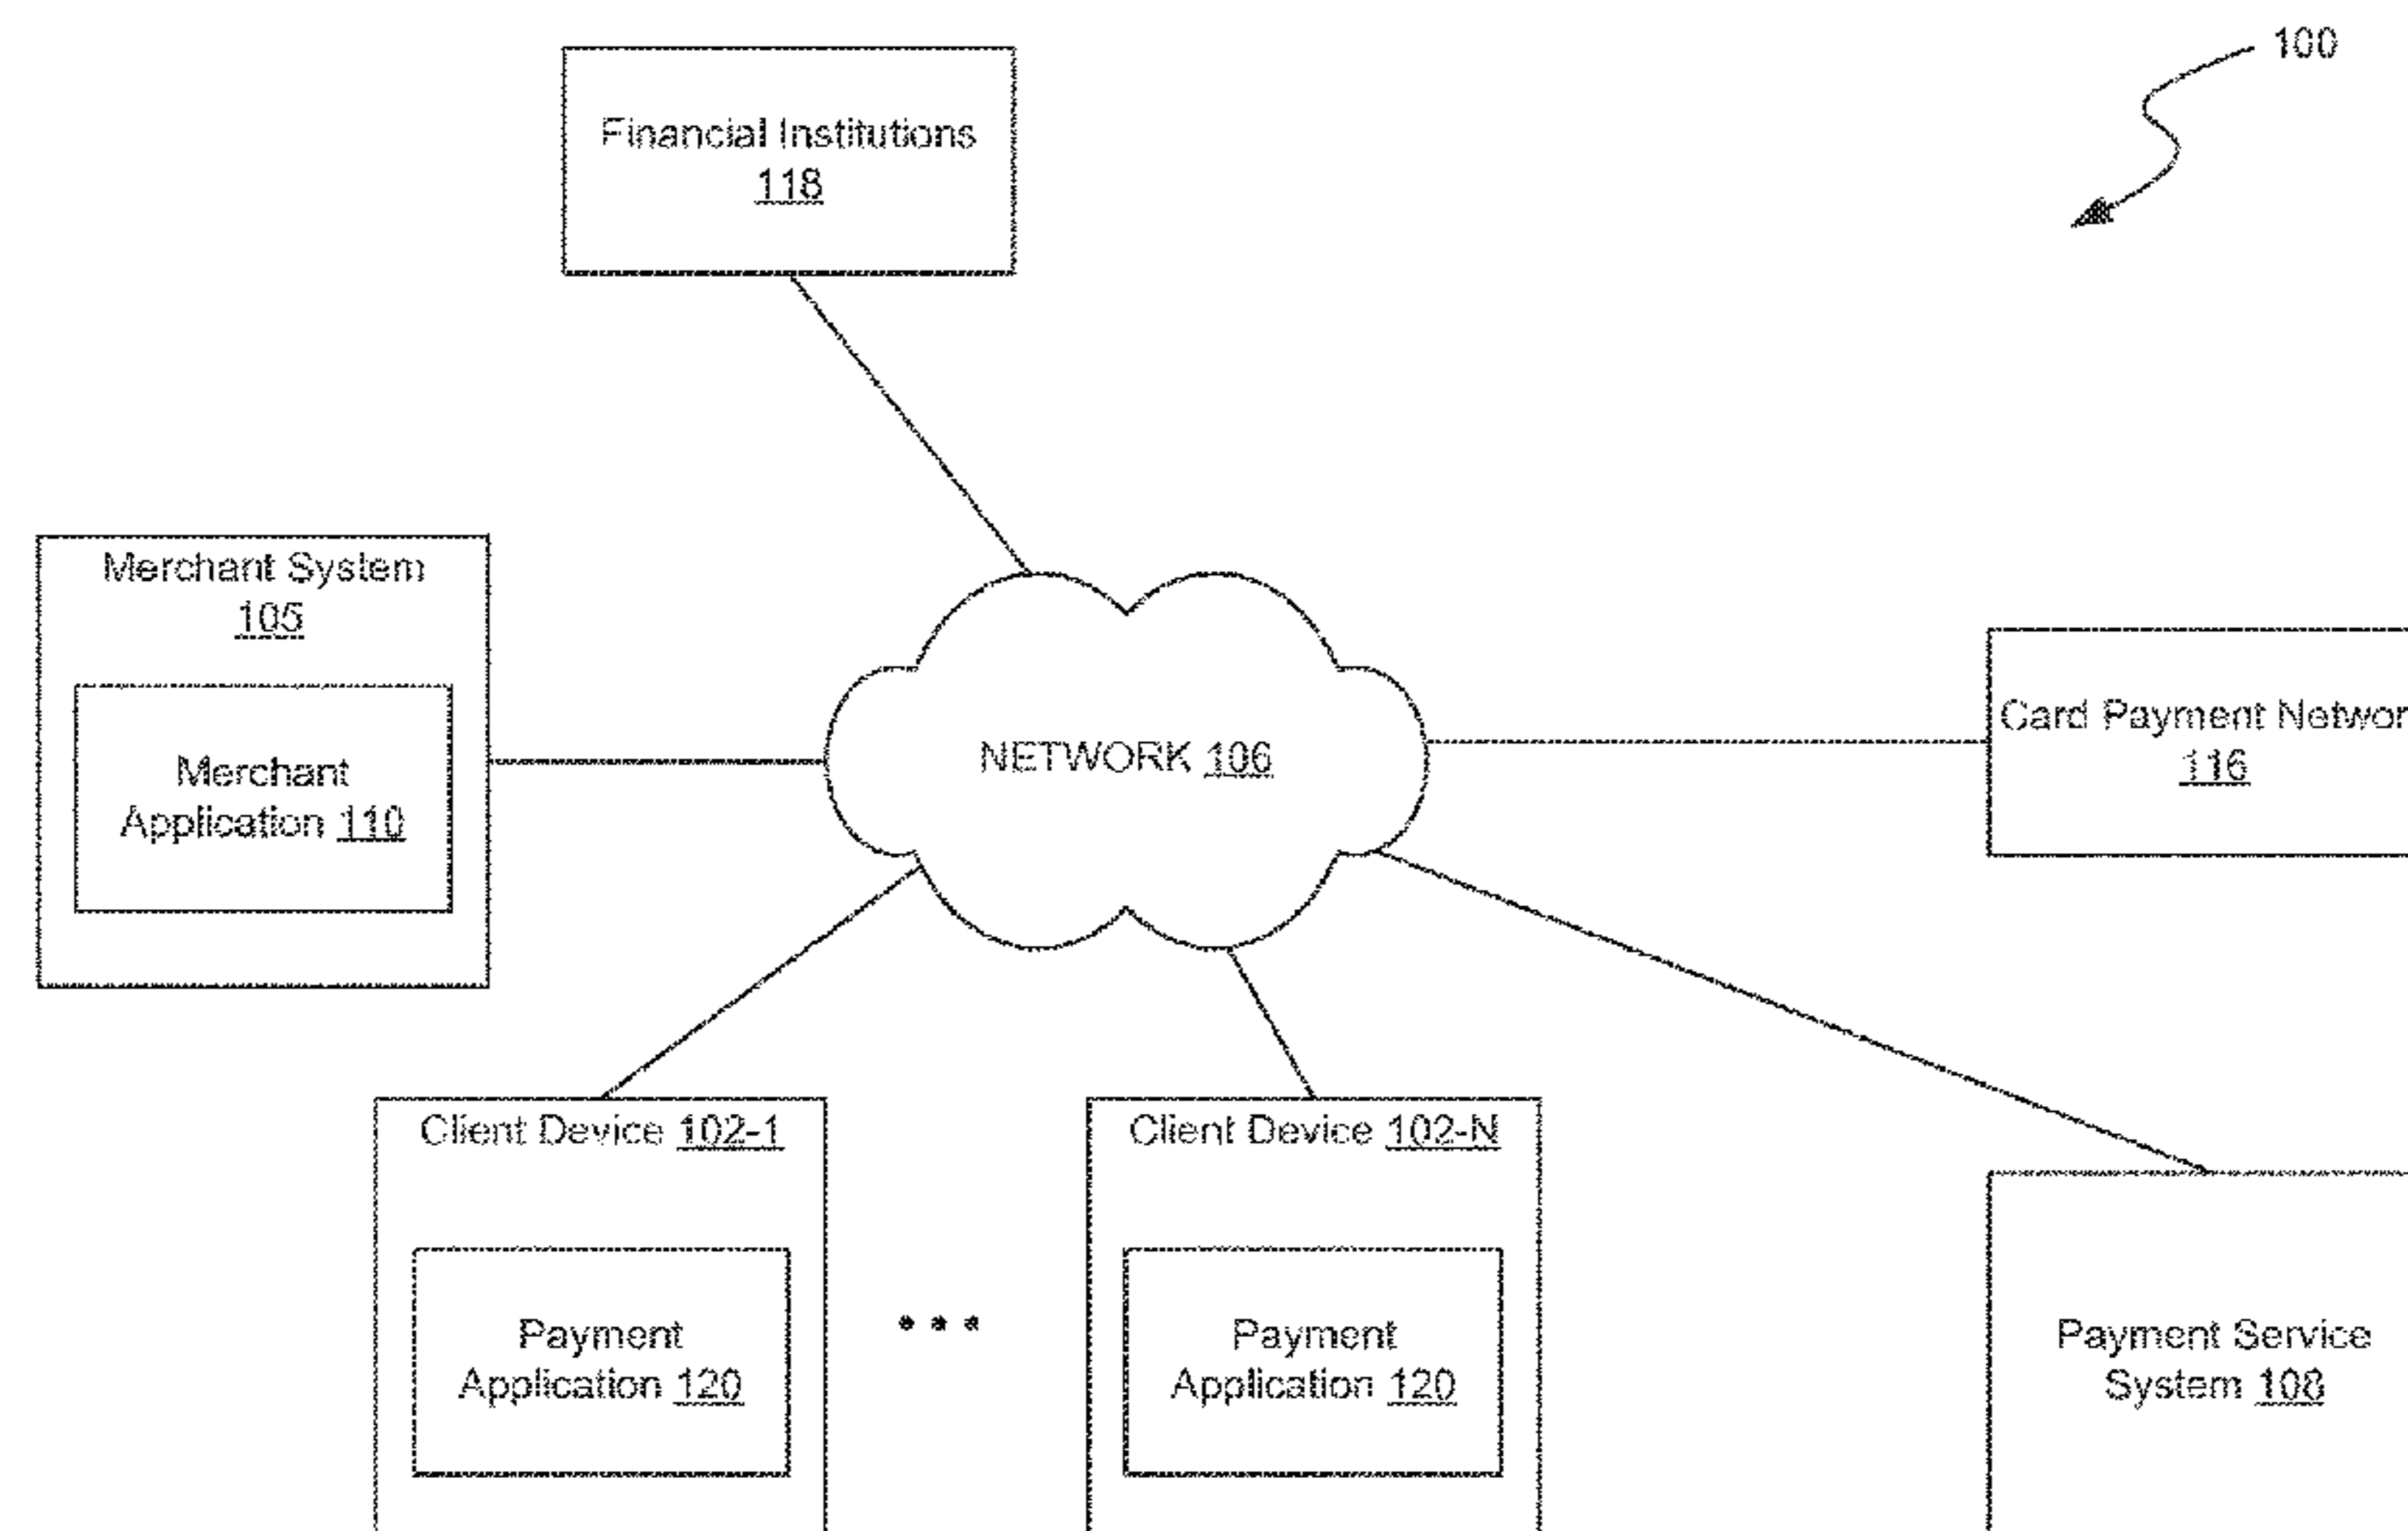 100
Financial Institutions
118
Merchant System
105
Merchant
Application 110
NETWORK 106
Card Payment Networ
116
Client Device 102-1
Payment
Application 120
Client Device 102-N
Payment
Application 120
Payment Service
System 108